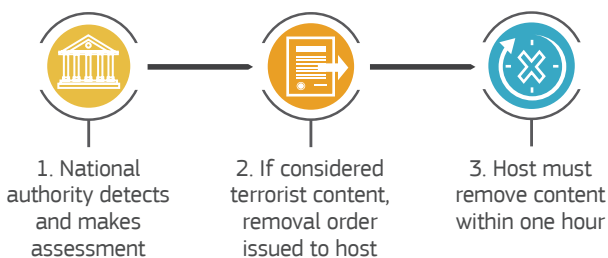 1. National
authority detects
and makes
assessment
2. If considered
terrorist content,
removal order
issued to host
3. Host must
remove content
within one hour